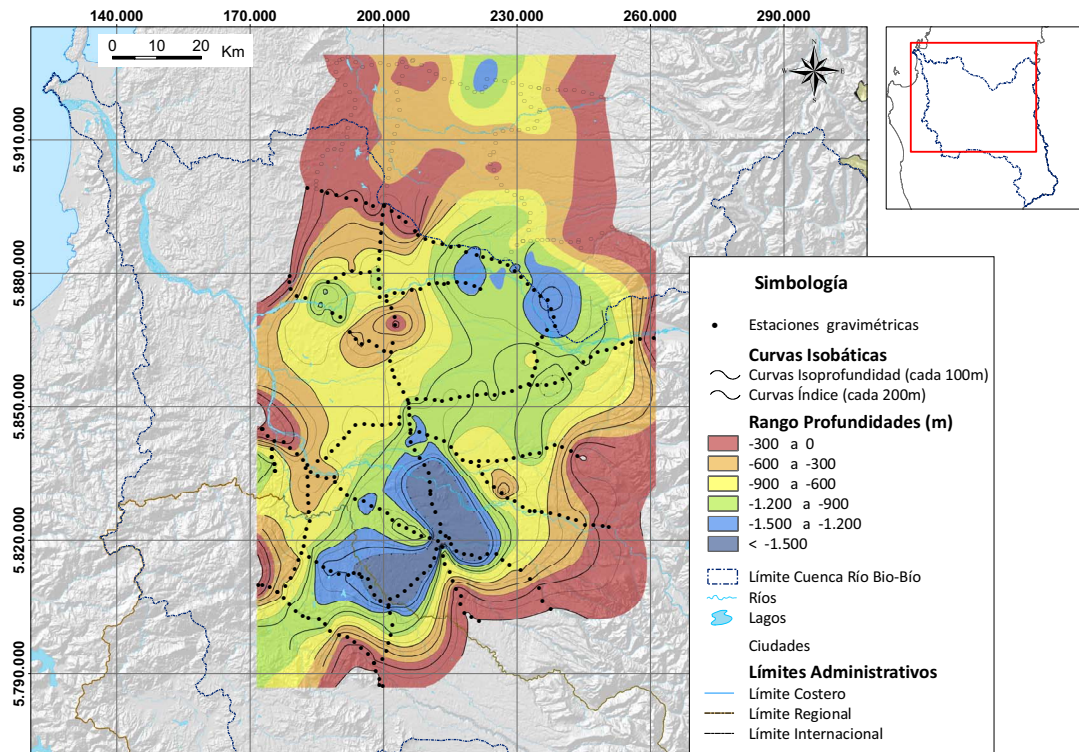 140.000 170.000 200.000 230.000 260.000 290.000
0 10 20 Km
N
5.910.000
5.880.000
5.850.000
5.820.000
5.790.000
Simbología
Estaciones gravimétricas
Curvas Isobáticas
Curvas Isoprofundidad (cada 100m)
Curvas Índice (cada 200m)
Rango Profundidades (m)
-300 a 0
-600 a -300
-900 a -600
-1.200 a -900
-1.500 a -1.200
< -1.500
Límite Cuenca Río Bio-Bío
Ríos
Lagos
Ciudades
Límites Administrativos
Límite Costero
Límite Regional
Límite Internacional